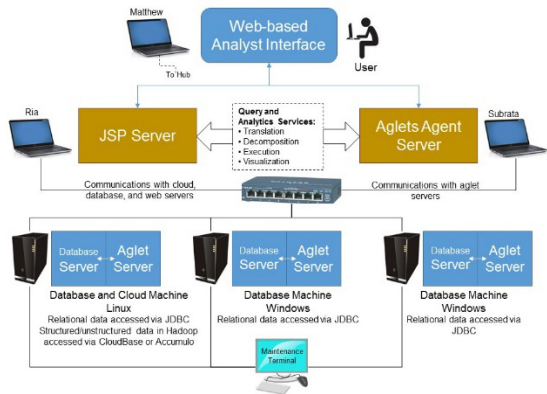 Matthew
Web-based
Analyst Interface
To Hub
User
Ria
JSP Server
Query and
Analytics Services:
• Translation
• Decomposition
• Execution
• Visualization
Aglets Agent
Server
Subrata
Communications with cloud,
database, and web servers
Communications with aglet
servers
Database
Server
Aglet
Server
Database and Cloud Machine
Linux
Relational data accessed via JDBC
Structured/unstructured data in Hadoop
accessed via CloudBase or Accumulo
Database
Server
Aglet
Server
Database Machine
Windows
Relational data accessed via JDBC
Database
Server
Aglet
Server
Database Machine
Windows
Relational data accessed via
JDBC
Maintenance
Terminal